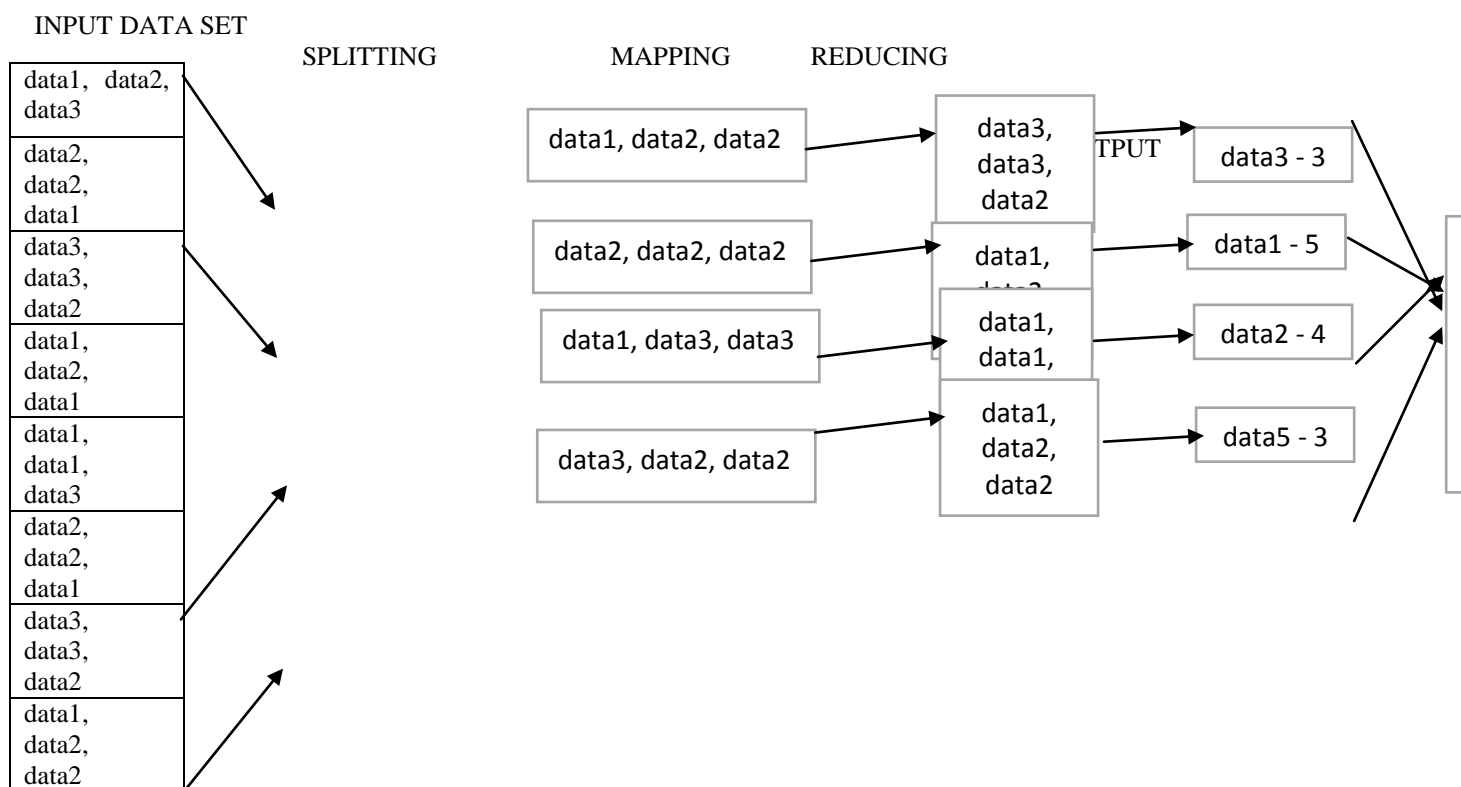 INPUT DATA SET
SPLITTING
MAPPING
REDUCING
TPUT
data1, data2,
data3
data2,
data2,
data1
data3,
data3,
data2
data1,
data2,
data1
data1,
data1,
data3
data2,
data2,
data1
data3,
data3,
data2
data1,
data2,
data2
data1, data2, data2
data2, data2, data2
data1, data3, data3
data3, data2, data2
data3,
data3,
data2
data1,
data1,
data1,
data1,
data2,
data2
data3 - 3
data1 - 5
data2 - 4
data5 - 3